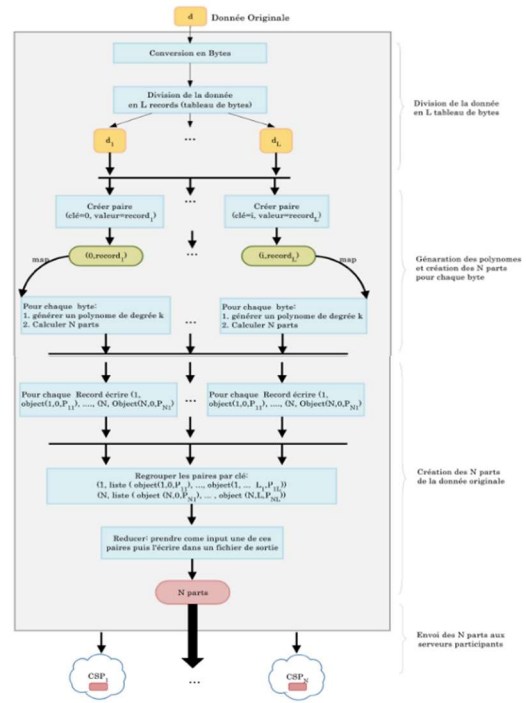 d Donnée Originale
Conversion en Bytes
Division de la donnée
en L records (tableau de bytes)
Division de la donnée
en L tableau de bytes
d1 ... dL
Créer paire
(clé=0, valeur=record1)
...
Créer paire
(clé=i, valeur=recordL)
map (0,record1) ... (i,recordL) map
Génaration des polynomes
et création des N parts
pour chaque byte
Pour chaque byte:
1. générer un polynome de degrée k
2. Calculer N parts
...
Pour chaque byte:
1. générer un polynome de degrée k
2. Calculer N parts
Pour chaque Record écrire (1,
object(1,0,P11), ...., (N, Object(N,0,PN1)
...
Pour chaque Record écrire (1,
object(1,0,P11), ...., (N, Object(N,0,PN1)
Regrouper les paires par clé:
(1, liste ( object(1,0,P11), ..., object(1, ... L1,P1L))
(N, liste ( object (N,0,PN1), ... , object (N,L,PNL))
Création des N parts
de la donnée originale
Reducer: prendre come input une de ces
paires puis l'écrire dans un fichier de sortie
N parts
Envoi des N parts aux
serveurs participants
CSP1 ... CSPN